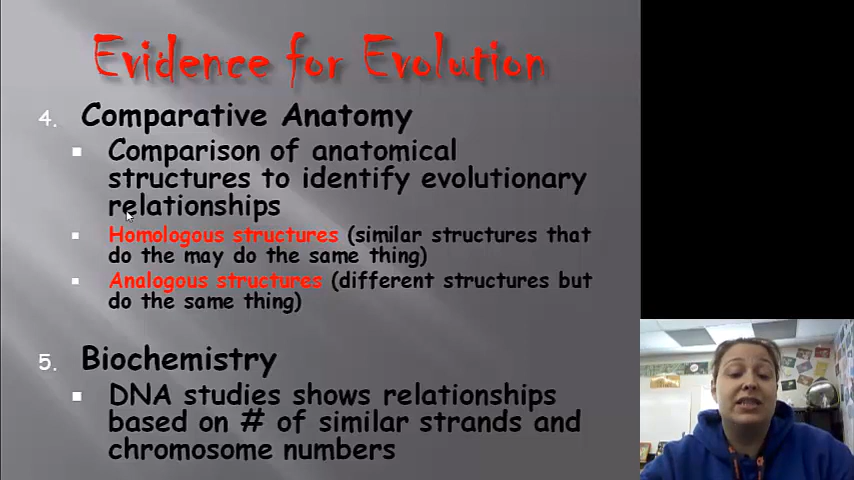 Evidence for Evolution
4. Comparative Anatomy
Comparison of anatomical
structures to identify evolutionary
relationships
Homologous structures (similar structures that
do the may do the same thing)
Analogous structures (different structures but
do the same thing)
5. Biochemistry
DNA studies shows relationships
based on # of similar strands and
chromosome numbers